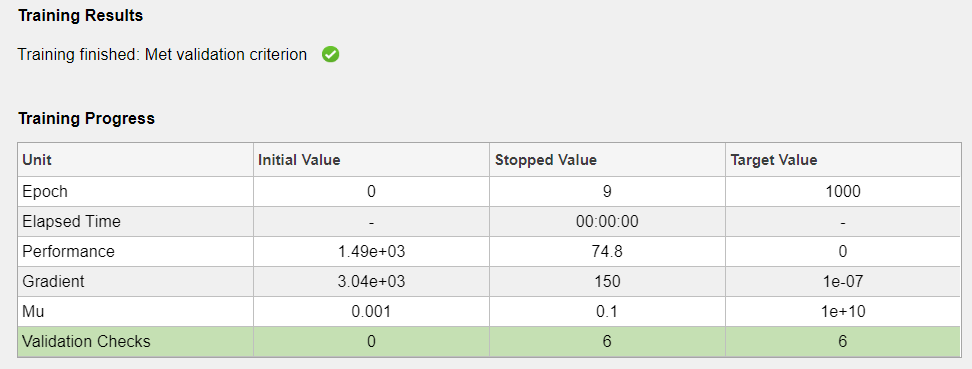 Training Results
Training finished: Met validation criterion
Training Progress
Unit Initial Value Stopped Value Target Value
Epoch 0 9 1000
Elapsed Time - 00:00:00 -
Performance 1.49e+03 74.8 0
Gradient 3.04e+03 150 1e-07
Mu 0.001 0.1 1e+10
Validation Checks 0 6 6